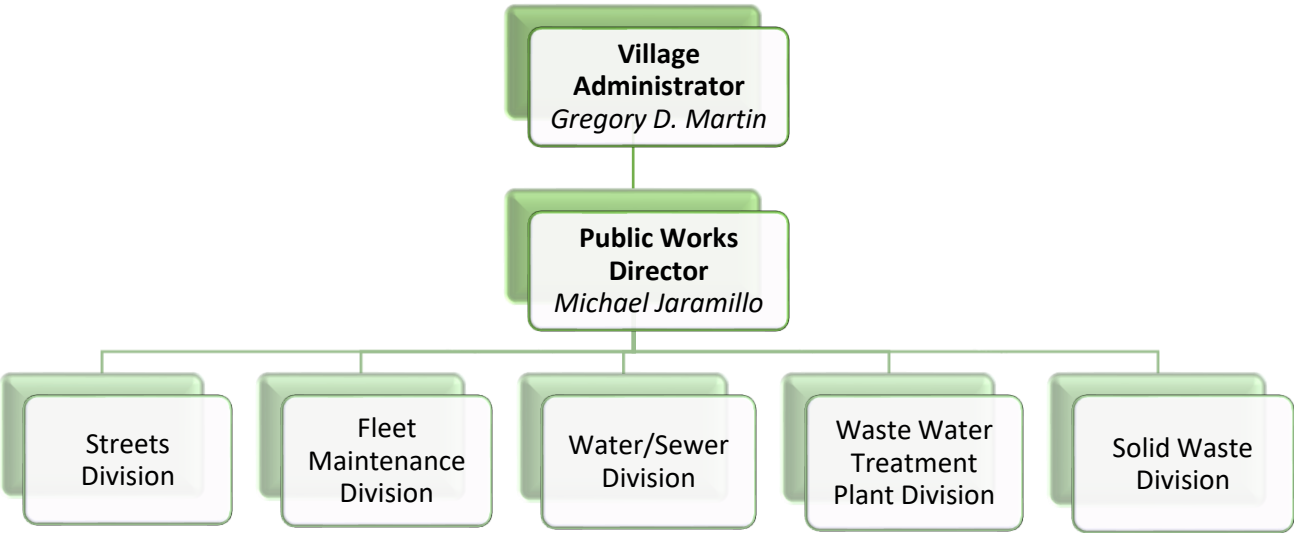 Village
Administrator
Gregory D. Martin
Public Works
Director
Michael Jaramillo
Streets
Division
Fleet
Maintenance
Division
Water/Sewer
Division
Waste Water
Treatment
Plant Division
Solid Waste
Division